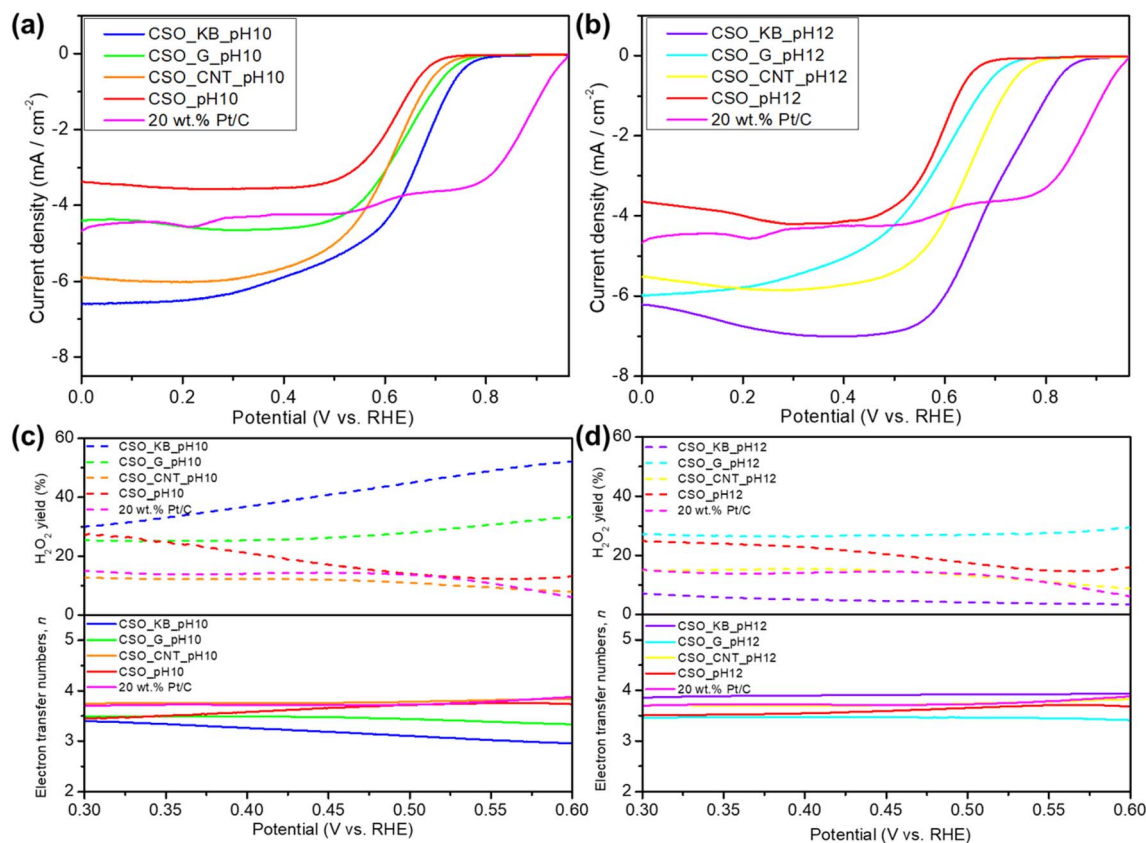 (a)
CSO_KB_pH10
CSO_G_pH10
CSO_CNT_pH10
CSO_pH10
20 wt.% Pt/C
0
-2
-4
-6
-8
Current density (mA / cm⁻²)
0.0 0.2 0.4 0.6 0.8
Potential (V vs. RHE)
(b)
CSO_KB_pH12
CSO_G_pH12
CSO_CNT_pH12
CSO_pH12
20 wt.% Pt/C
0
-2
-4
-6
-8
Current density (mA / cm⁻²)
0.0 0.2 0.4 0.6 0.8
Potential (V vs. RHE)
(c)
60
40
20
0
H₂O₂ yield (%)
CSO_KB_pH10
CSO_G_pH10
CSO_CNT_pH10
CSO_pH10
20 wt.% Pt/C
5
4
3
2
Electron transfer numbers, n
CSO_KB_pH10
CSO_G_pH10
CSO_CNT_pH10
CSO_pH10
20 wt.% Pt/C
0.30 0.35 0.40 0.45 0.50 0.55 0.60
Potential (V vs. RHE)
(d)
60
40
20
0
H₂O₂ yield (%)
CSO_KB_pH12
CSO_G_pH12
CSO_CNT_pH12
CSO_pH12
20 wt.% Pt/C
5
4
3
2
Electron transfer numbers, n
CSO_KB_pH12
CSO_G_pH12
CSO_CNT_pH12
CSO_pH12
20 wt.% Pt/C
0.30 0.35 0.40 0.45 0.50 0.55 0.60
Potential (V vs. RHE)